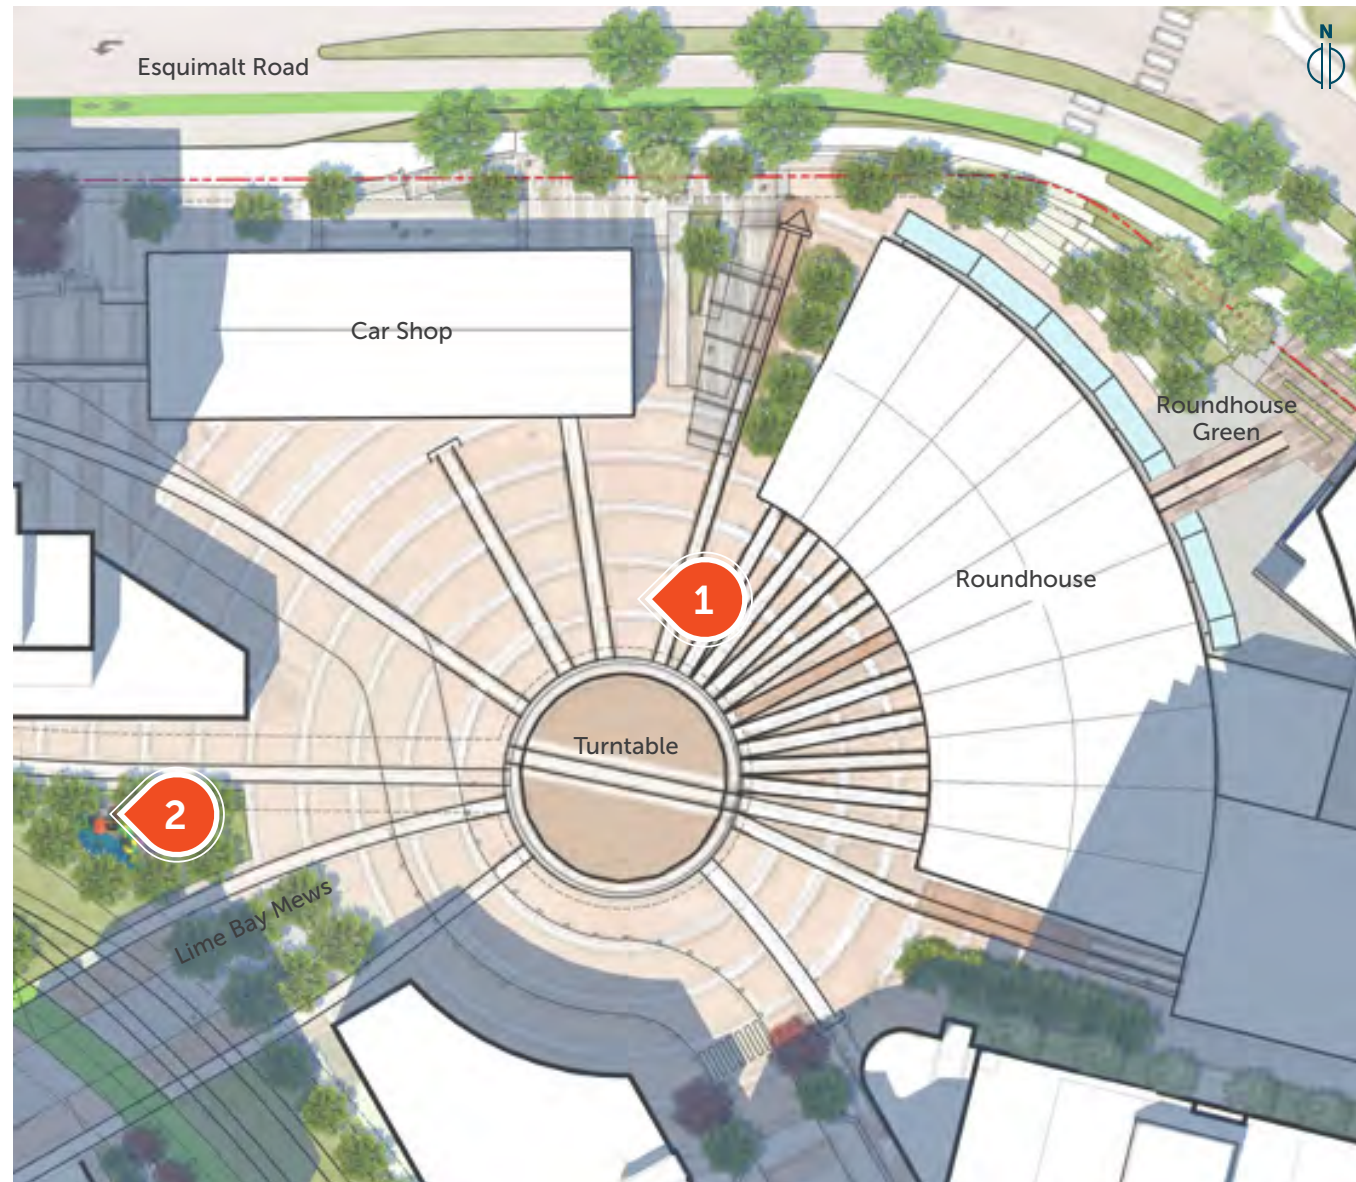 N
Esquimalt Road
Car Shop
Roundhouse
Green
Roundhouse
1
Turntable
2
Lime Bay Mews